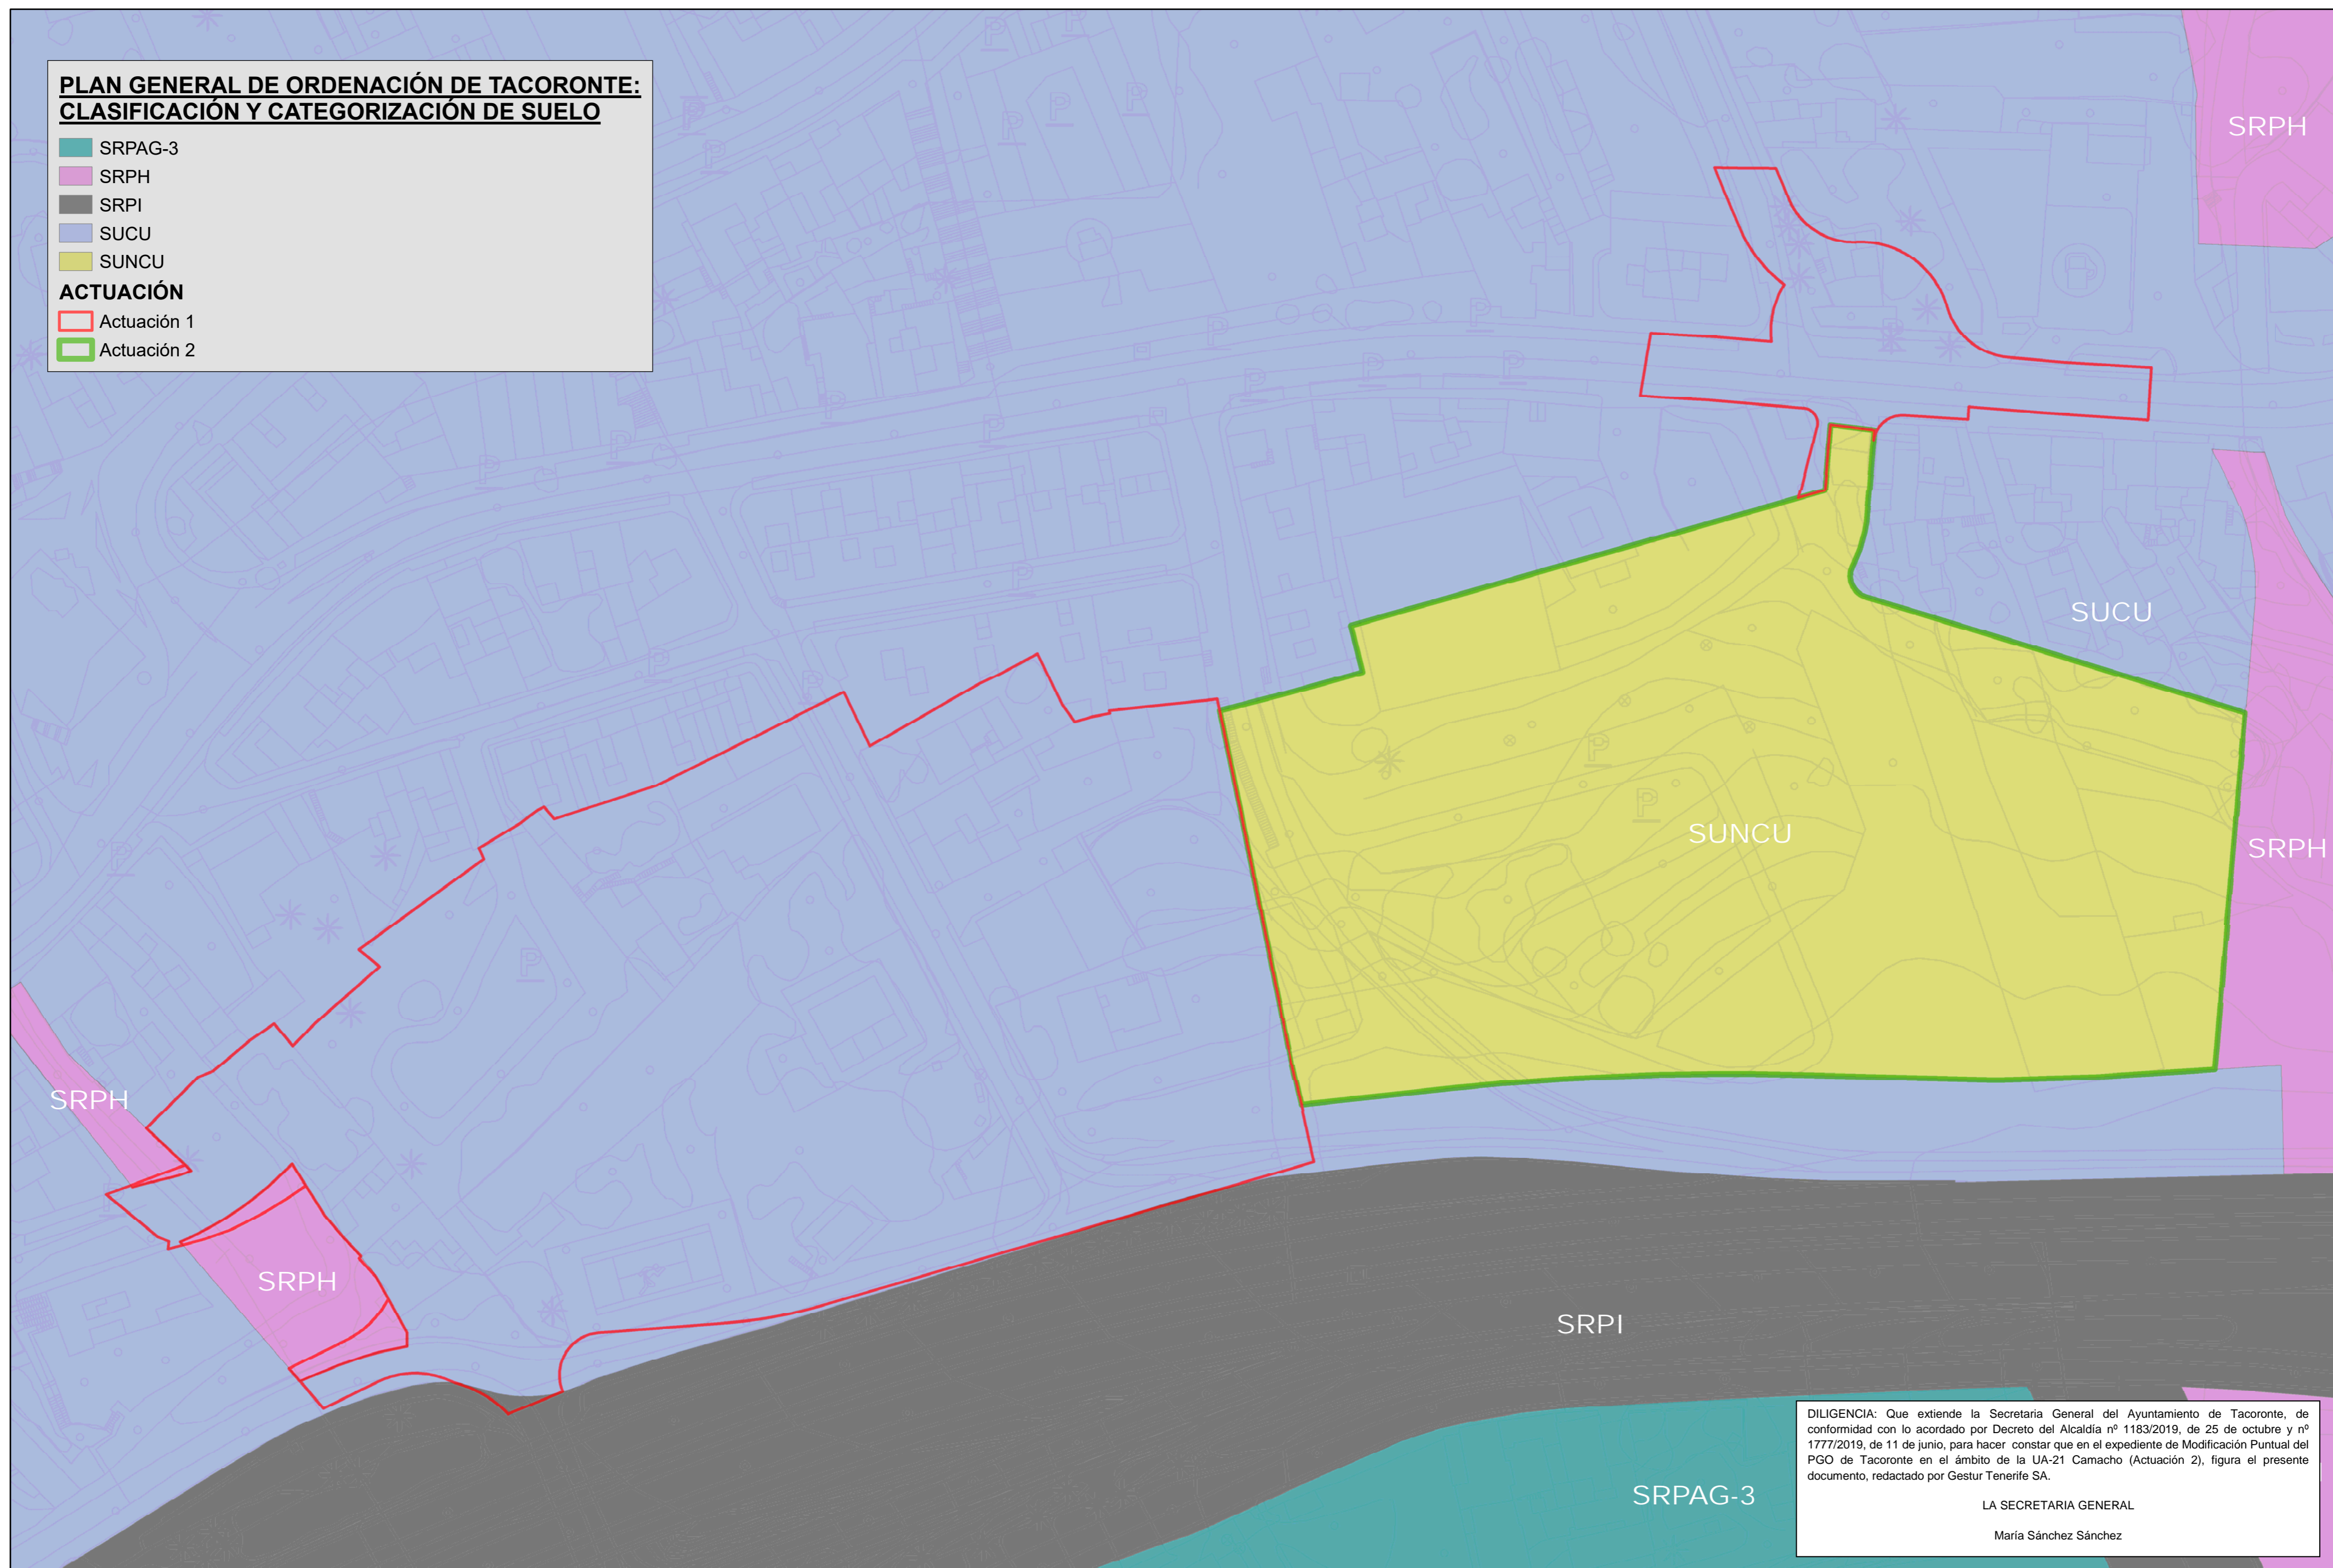 PLAN GENERAL DE ORDENACIÓN DE TACORONTE:
CLASIFICACIÓN Y CATEGORIZACIÓN DE SUELO
SRPAG-3
SRPH
SRPI
SUCU
SUNCU
ACTUACIÓN
Actuación 1
Actuación 2
SRPH
SUCU
SUNCU
SRPH
SRPH
SRPH
SRPI
SRPAG-3
DILIGENCIA: Que extiende la Secretaria General del Ayuntamiento de Tacoronte, de
conformidad con lo acordado por Decreto del Alcaldía nº 1183/2019, de 25 de octubre y nº
1777/2019, de 11 de junio, para hacer constar que en el expediente de Modificación Puntual del
PGO de Tacoronte en el ámbito de la UA-21 Camacho (Actuación 2), figura el presente
documento, redactado por Gestur Tenerife SA.
LA SECRETARIA GENERAL
María Sánchez Sánchez